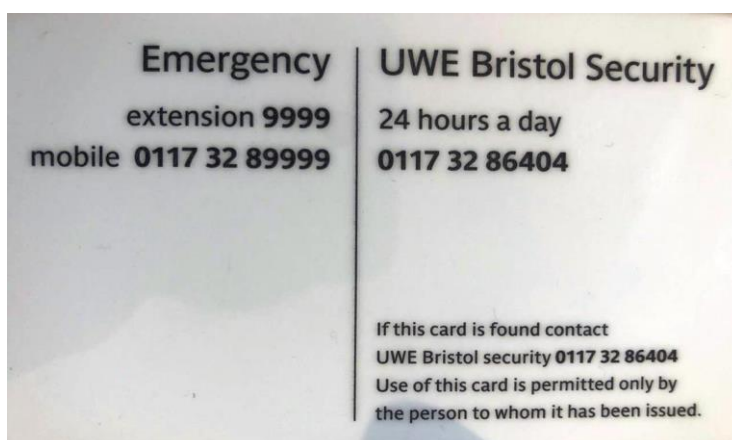 Emergency
extension 9999
mobile 0117 32 89999
UWE Bristol Security
24 hours a day
0117 32 86404
If this card is found contact
UWE Bristol security 0117 32 86404
Use of this card is permitted only by
the person to whom it has been issued.